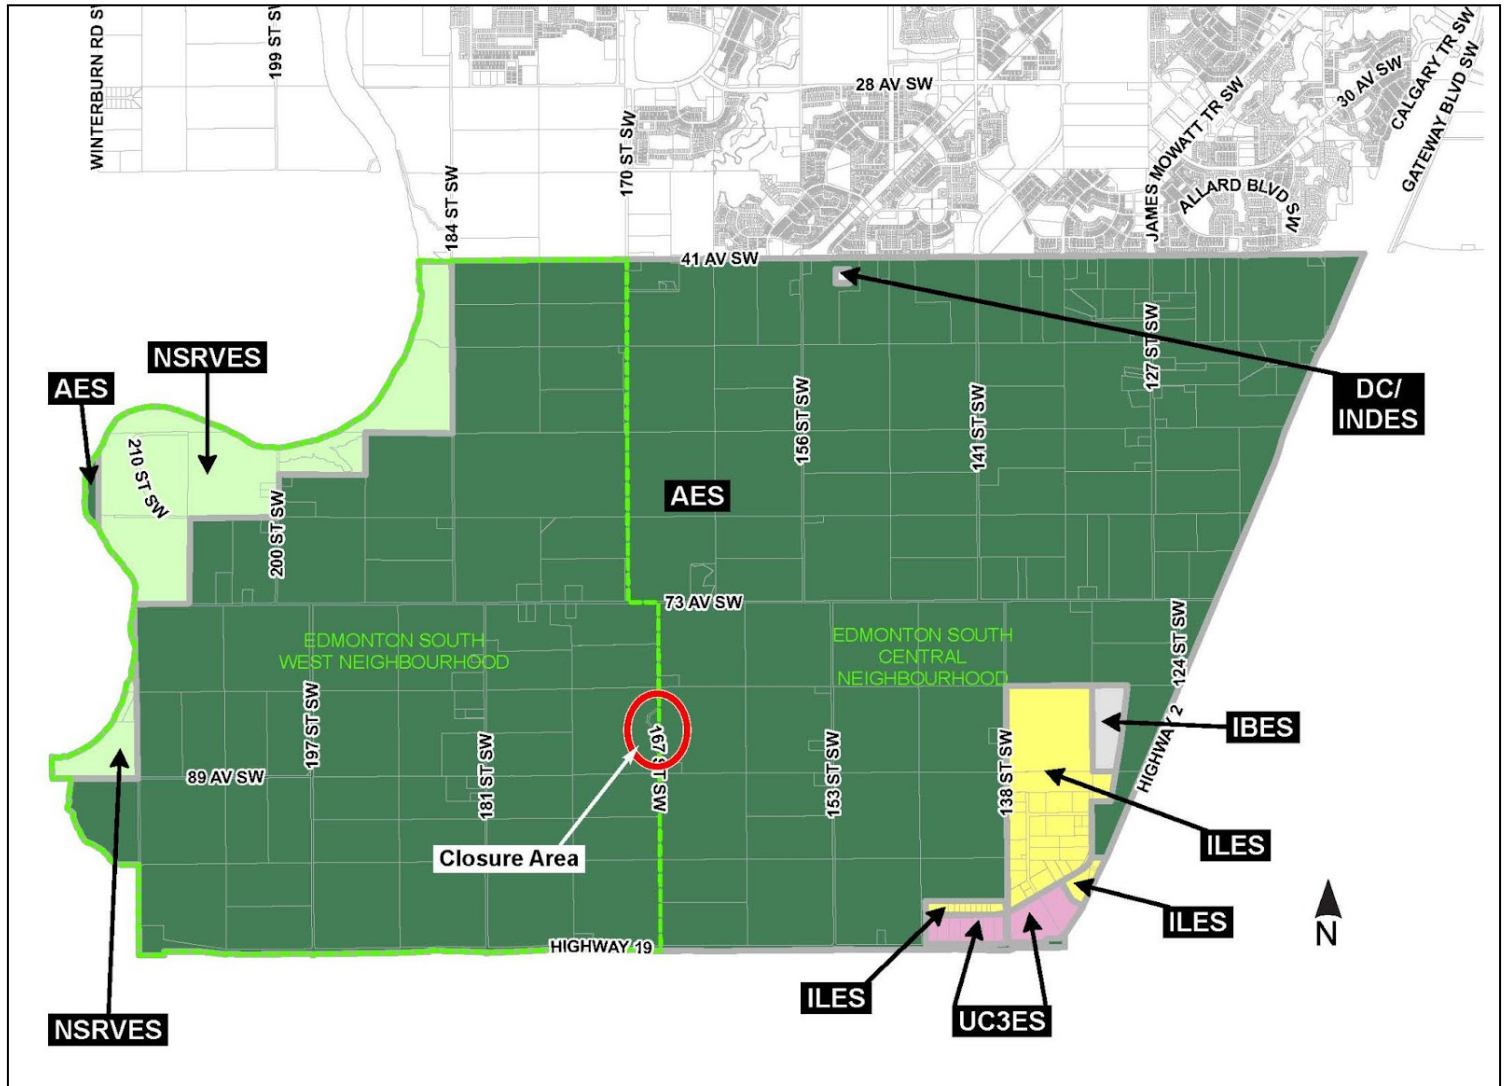 WINTERBURN RD S
199 ST SW
28 AV SW
30 AV SW
CALGARY TR SW
GATEWAY BLVD SW
JAMES MOWATT TR SW
ALLARD BLVD SW
170 ST SW
184 ST SW
41 AV SW
NSRVES
AES
210 ST SW
200 ST SW
156 ST SW
141 ST SW
127 ST SW
DC/
INDES
AES
73 AV SW
EDMONTON SOUTH
WEST NEIGHBOURHOOD
EDMONTON SOUTH
CENTRAL
NEIGHBOURHOOD
124 ST SW
HIGHWAY 2
IBES
197 ST SW
181 ST SW
167 ST SW
153 ST SW
138 ST SW
89 AV SW
Closure Area
ILES
ILES
HIGHWAY 19
ILES
UC3ES
NSRVES
N